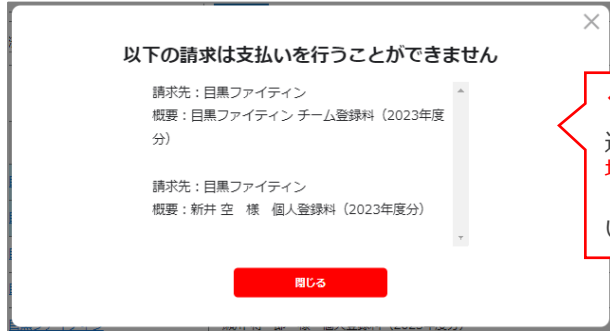 以下の請求は支払いを行うことができません
請求先：目黒ファイティン
概要：目黒ファイティン チーム登録料（2023年度
分）
請求先：目黒ファイティン
概要：新井 空　様　個人登録料（2023年度分）
閉じる